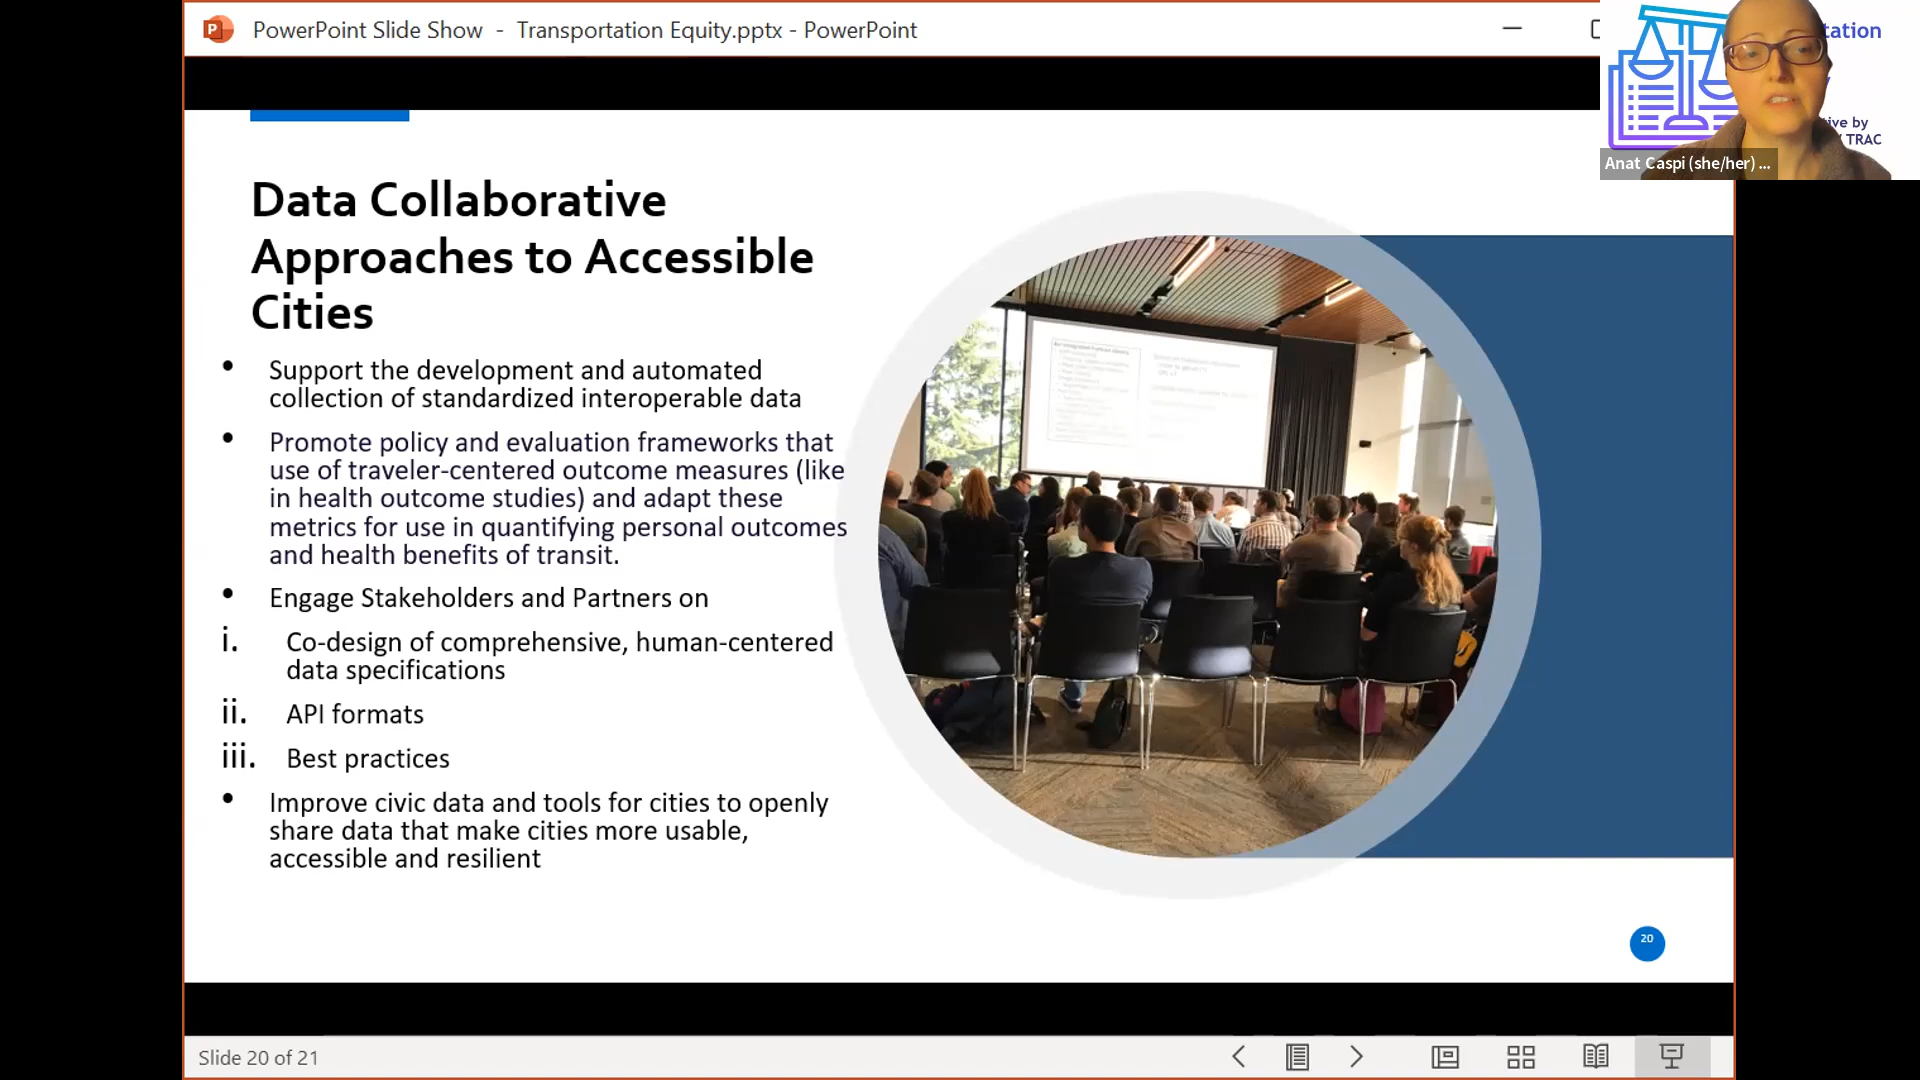 PowerPoint Slide Show - Transportation Equity.pptx - PowerPoint
tation
ive by
TRAC
Anat Caspi (she/her) ...
Data Collaborative
Approaches to Accessible
Cities
• Support the development and automated
collection of standardized interoperable data
• Promote policy and evaluation frameworks that
use of traveler-centered outcome measures (like
in health outcome studies) and adapt these
metrics for use in quantifying personal outcomes
and health benefits of transit.
• Engage Stakeholders and Partners on
i. Co-design of comprehensive, human-centered
data specifications
ii. API formats
iii. Best practices
• Improve civic data and tools for cities to openly
share data that make cities more usable,
accessible and resilient
20
Slide 20 of 21